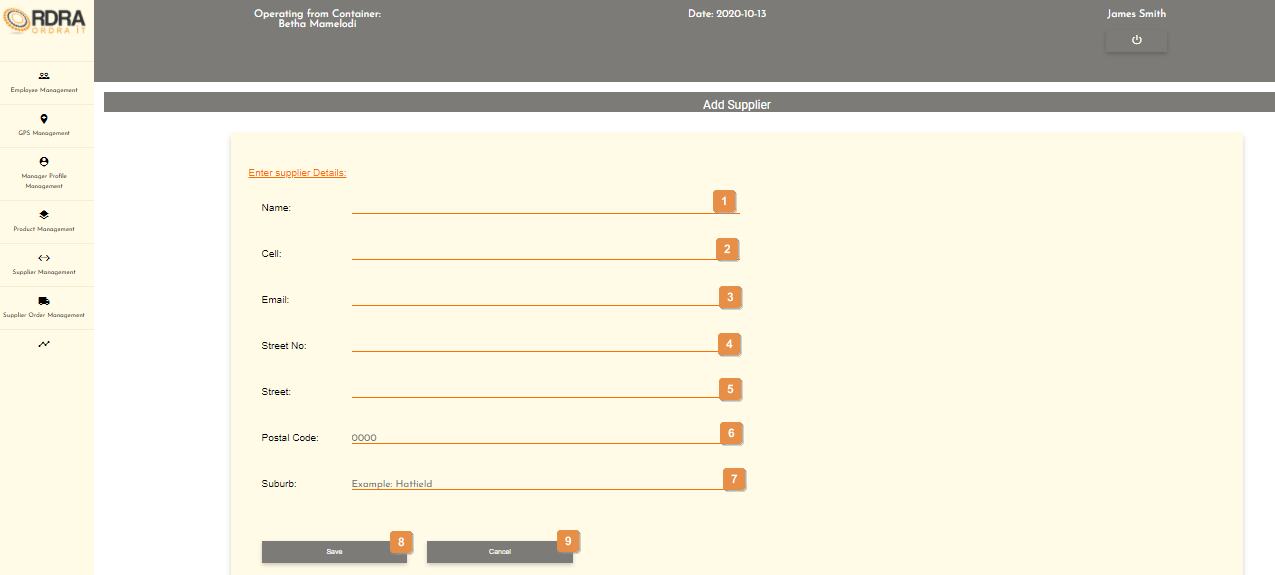 RDRA
ORDRA IT
Operating from Container:
Betha Mamelodi
Date: 2020-10-13
James Smith
Employee Management
GPS Management
Manager Profile
Management
Product Management
Supplier Management
Supplier Order Management
Add Supplier
Enter supplier Details:
Name:
1
Cell:
2
Email:
3
Street No:
4
Street:
5
Postal Code: 0000
6
Suburb: Example: Hatfield
7
Save
8
Cancel
9